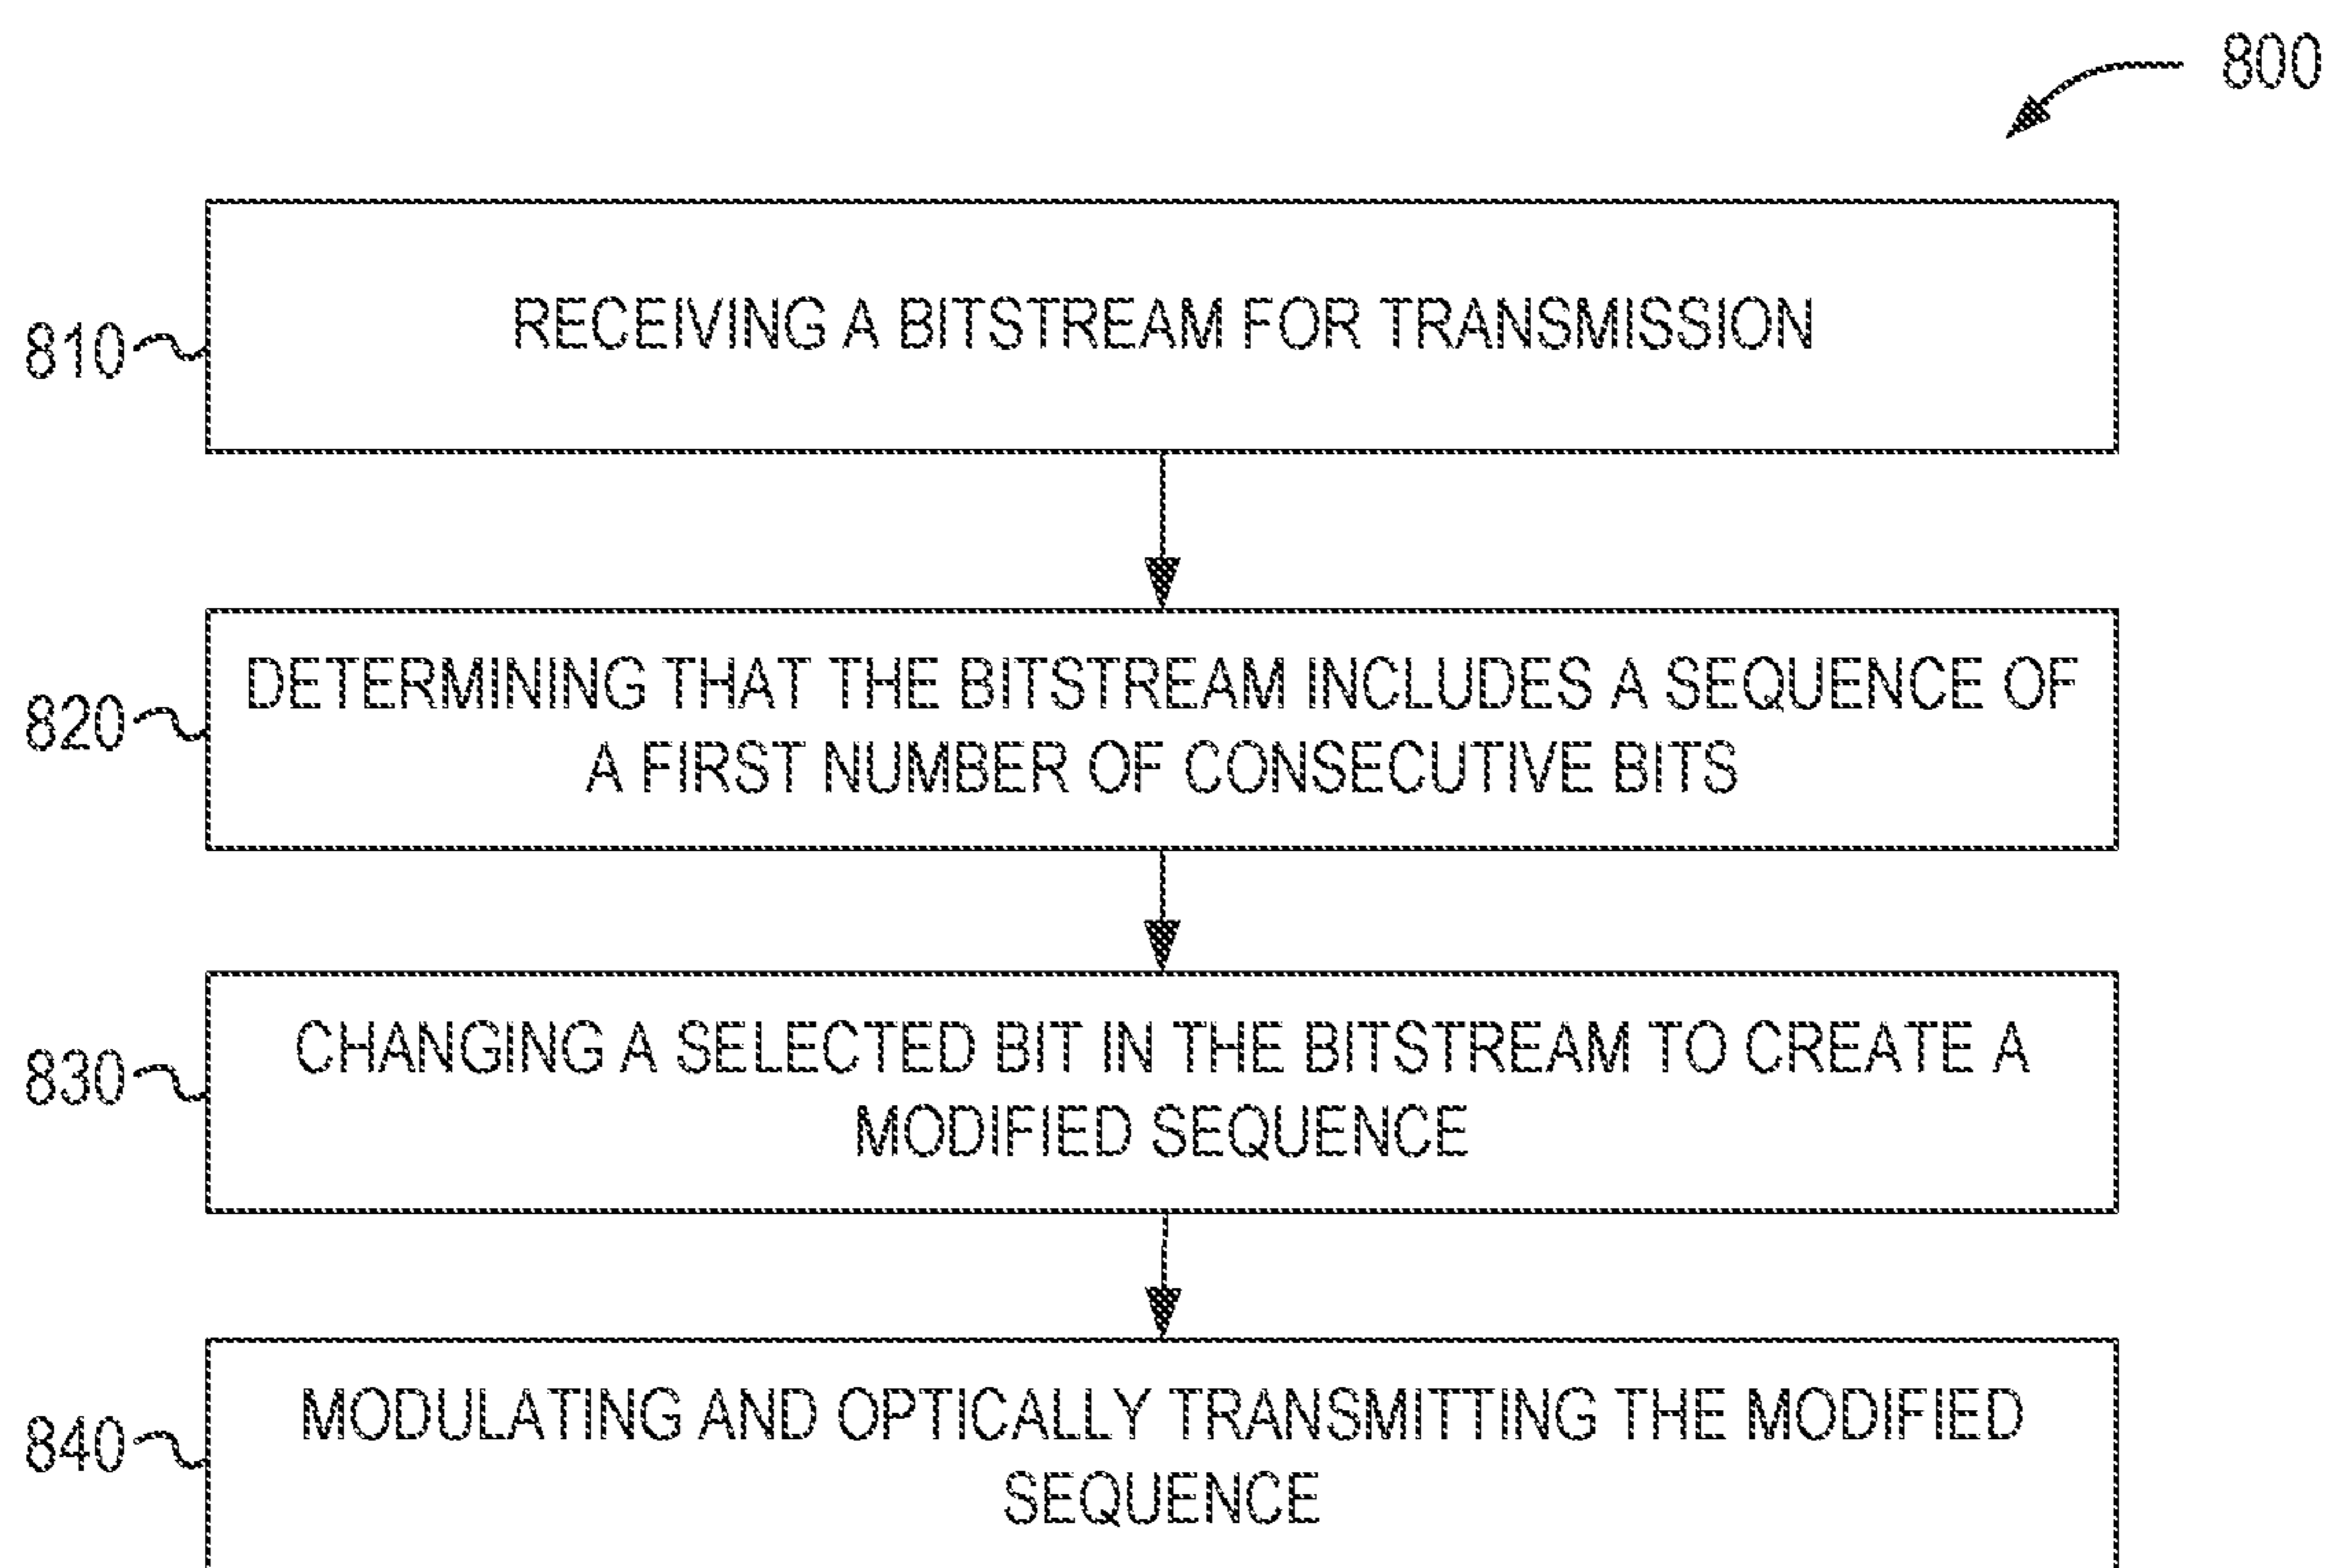 800
810
RECEIVING A BITSTREAM FOR TRANSMISSION
820
DETERMINING THAT THE BITSTREAM INCLUDES A SEQUENCE OF
A FIRST NUMBER OF CONSECUTIVE BITS
830
CHANGING A SELECTED BIT IN THE BITSTREAM TO CREATE A
MODIFIED SEQUENCE
840
MODULATING AND OPTICALLY TRANSMITTING THE MODIFIED
SEQUENCE